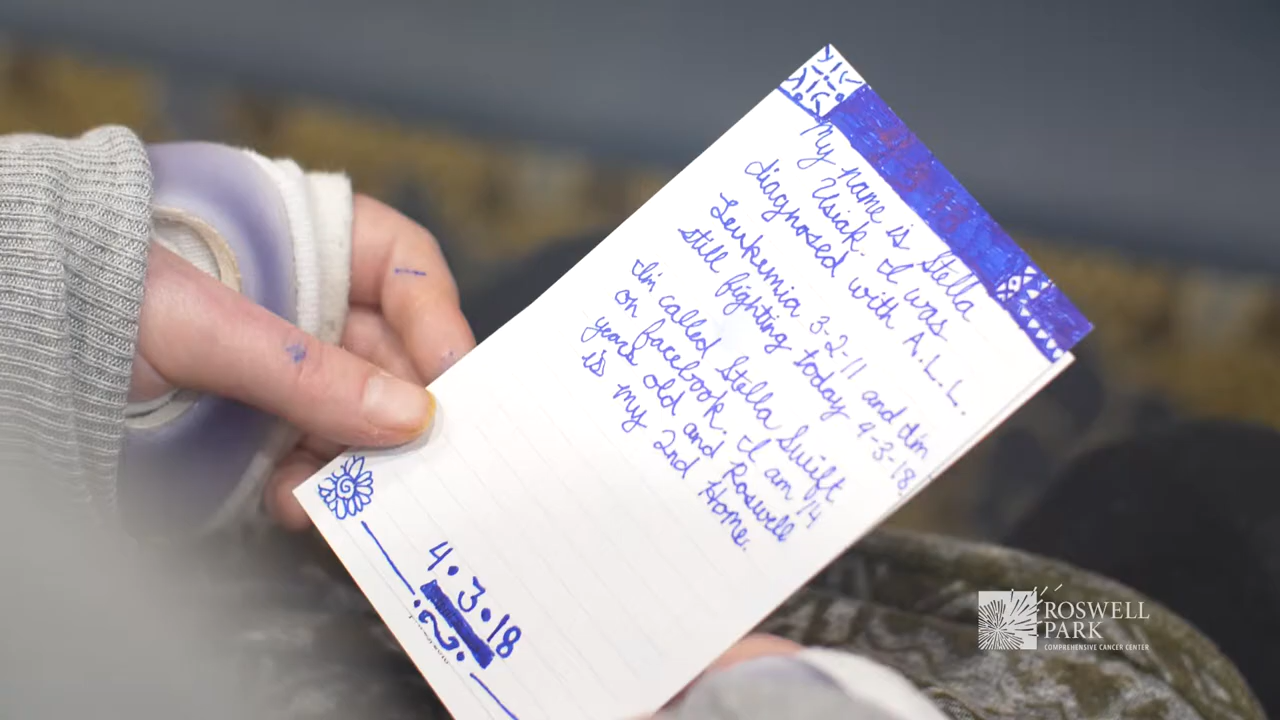 My name is Stella
Usiak. I was
diagnosed with A.L.L.
Leukemia 3-2-11 and I'm
still fighting today 4-3-18
I'm called Stella Swift
on facebook. I am 14
years old and Roswell
is my 2nd Home.
4.3.18
ROSWELL
PARK
COMPREHENSIVE CANCER CENTER